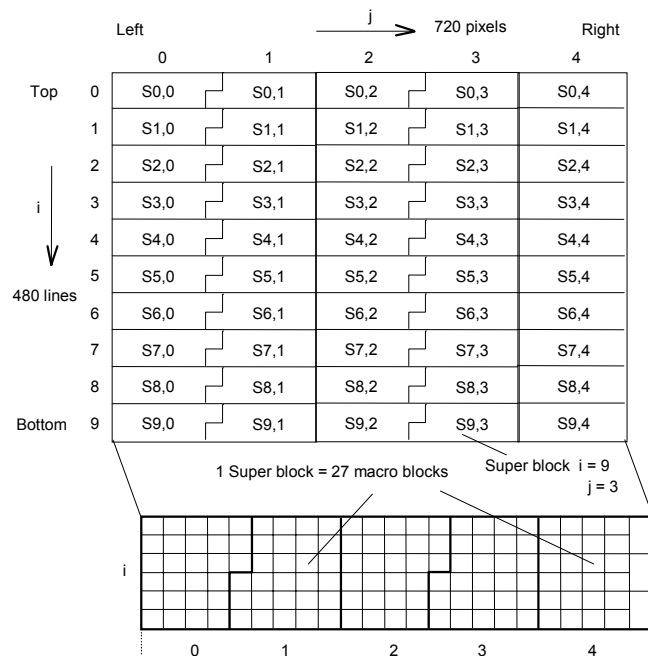 j
Left 720 pixels Right
0 1 2 3 4
Top 0 S0,0 S0,1 S0,2 S0,3 S0,4
1 S1,0 S1,1 S1,2 S1,3 S1,4
2 S2,0 S2,1 S2,2 S2,3 S2,4
3 S3,0 S3,1 S3,2 S3,3 S3,4
i
4 S4,0 S4,1 S4,2 S4,3 S4,4
5 S5,0 S5,1 S5,2 S5,3 S5,4
480 lines
6 S6,0 S6,1 S6,2 S6,3 S6,4
7 S7,0 S7,1 S7,2 S7,3 S7,4
8 S8,0 S8,1 S8,2 S8,3 S8,4
Bottom 9 S9,0 S9,1 S9,2 S9,3 S9,4
1 Super block = 27 macro blocks
Super block i = 9
j = 3
i
0 1 2 3 4